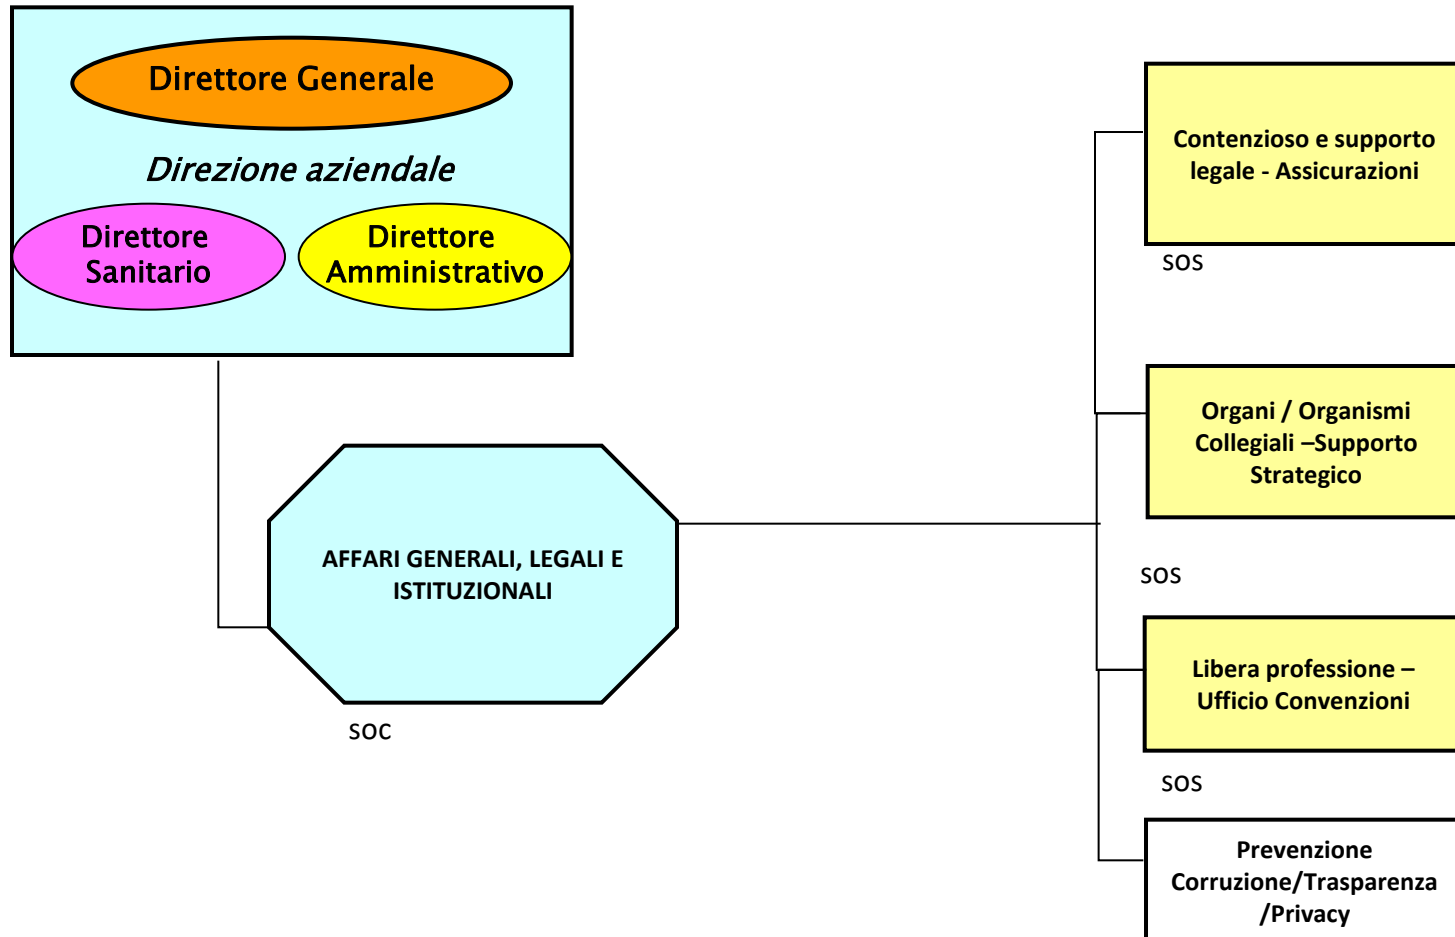 Direttore Generale
Direzione aziendale
Direttore
Sanitario
Direttore
Amministrativo
AFFARI GENERALI, LEGALI E
ISTITUZIONALI
SOC
Contenzioso e supporto
legale - Assicurazioni
SOS
Organi / Organismi
Collegiali –Supporto
Strategico
SOS
Libera professione –
Ufficio Convenzioni
SOS
Prevenzione
Corruzione/Trasparenza
/Privacy